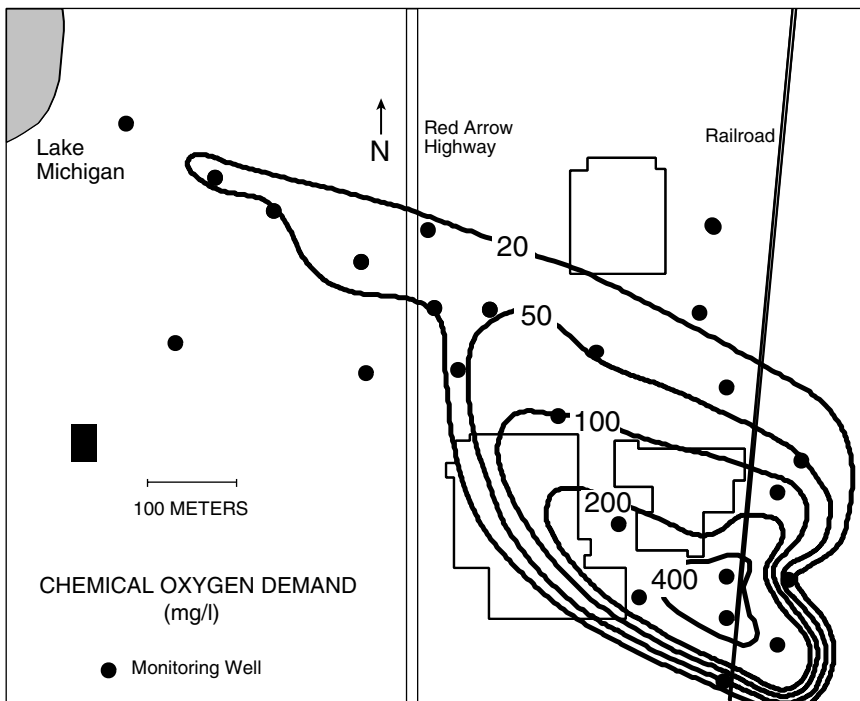 Lake
Michigan
N
Red Arrow
Highway
Railroad
20
50
100
200
400
100 METERS
CHEMICAL OXYGEN DEMAND
(mg/l)
Monitoring Well